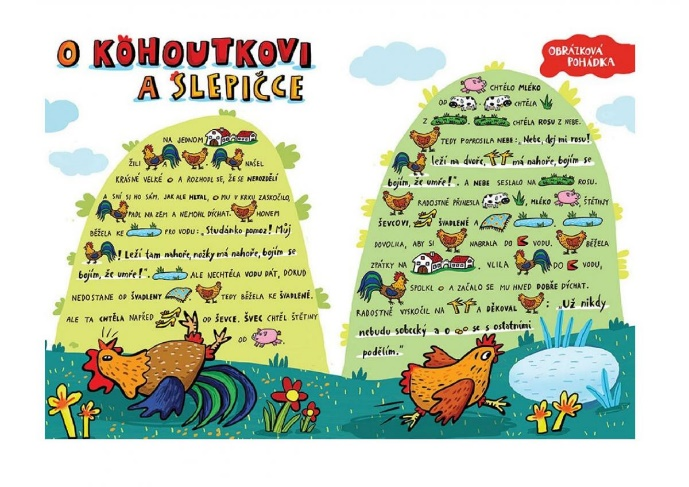 O KOHOUTKOVI
A SLEPIČCE
NA JEDNOM
ŽILI A NAŠEL
KRÁSNÉ VELKÉ A ROZHODL SE, ŽE SE NEROZDĚLÍ
A SNÍ SI HO SÁM. JAK ALE HLTAL, MU V KRKU ZASKOČILO,
PADL NA ZEM A NEMOHL DÝCHAT. HONEM
BĚŽELA KE PRO VODU: „Studánko pomoz! Můj
! Leží tam nahoře, nožky má nahoře, bojím se
bojím, že umře!“. ALE NECHTĚLA VODU DÁT, DOKUD
NEDOSTANE OD ŠVADLENY TEDY BĚŽELA KE ŠVADLENĚ.
ALE TA CHTĚLA NAPŘED OD ŠEVCE. ŠVEC CHTĚL ŠTĚTINY
OD
OBRÁZKOVÁ
POHÁDKA
CHTĚLO MLÉKO
OD CHTĚLA
Z CHTĚLA ROSU Z NEBE.
TEDY POPROSILA NEBE: „Nebe, dej mi rosu!
leží na dvoře, má nahoře, bojím se
bojím, že umře!“. A NEBE SESLALO NA ROSU.
RADOSTNĚ PŘINESLA MLÉKO ŠTĚTINY
ŠEVCOVI, ŠVADLENĚ A
DOVOLILA, ABY SI NABRALA DO VODU. BĚŽELA
ZPÁTKY NA VLILA DO VODU,
SPOLKL A ZAČALO SE MU HNED DOBŘE DÝCHAT.
RADOSTNĚ VYSKOČIL NA A DĚKOVAL : „Už nikdy
nebudu sobecký a o se s ostatními
podělím.“